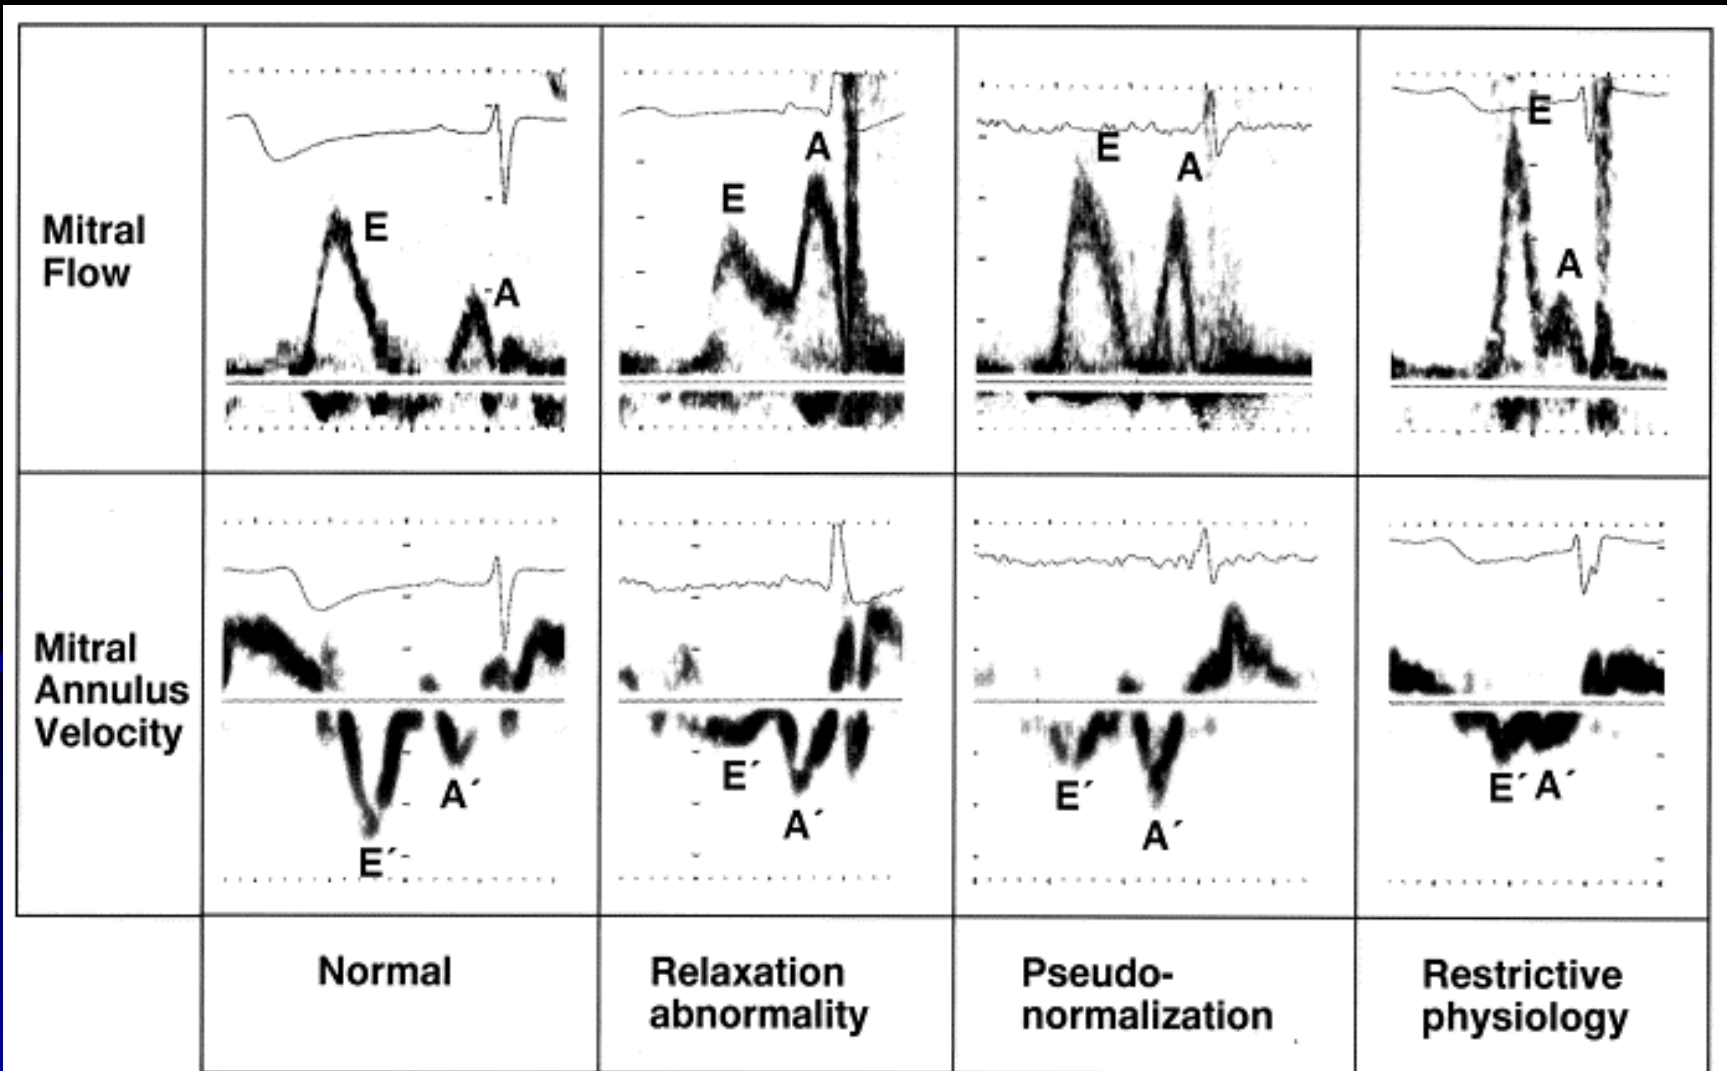 Mitral
Flow
E
A
E
A
E
A
E
A
Mitral
Annulus
Velocity
E´
A´
E´
A´
E´
A´
E´ A´
Normal
Relaxation
abnormality
Pseudo-
normalization
Restrictive
physiology